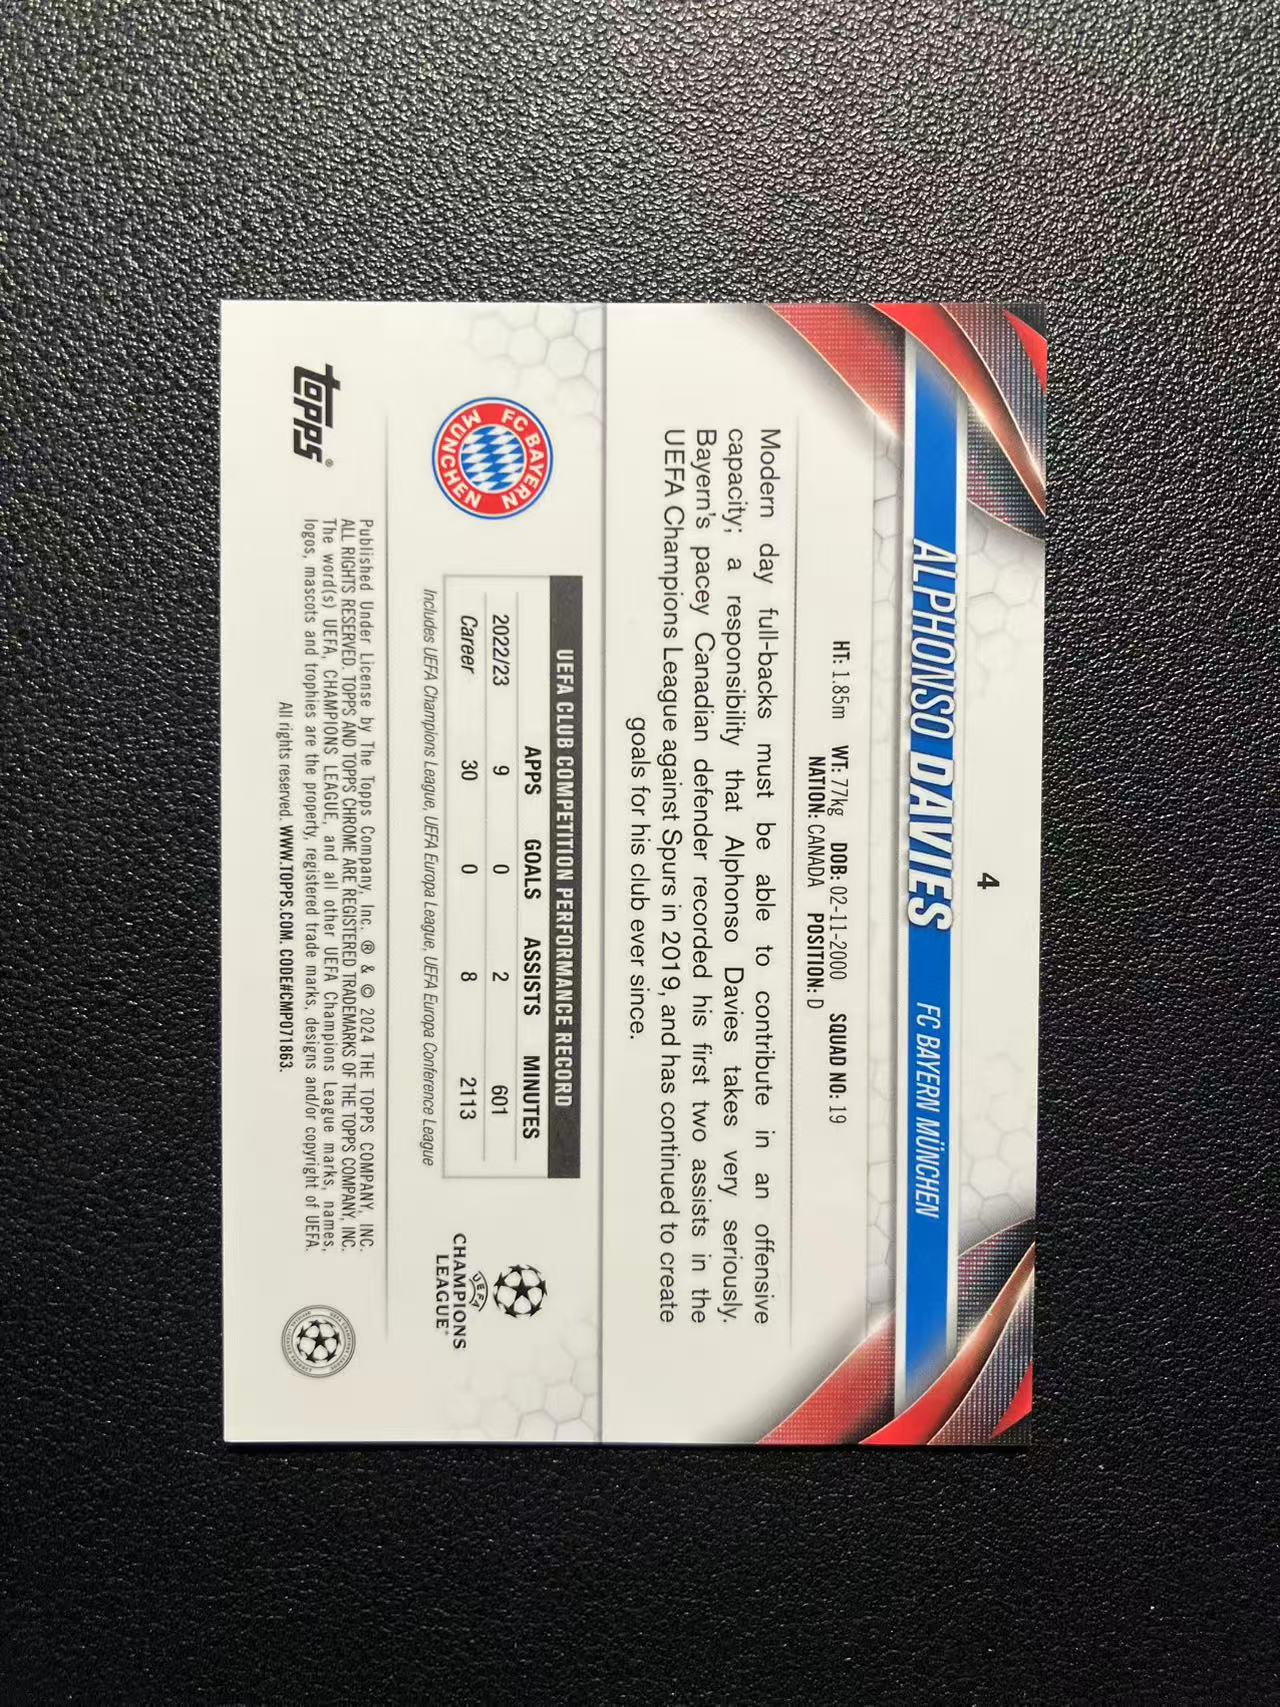 4
ALPHONSO DAVIES FC BAYERN MÜNCHEN
HT: 1.85m WT: 77kg DOB: 02-11-2000 SQUAD NO: 19
NATION: CANADA POSITION: D
Modern day full-backs must be able to contribute in an offensive
capacity; a responsibility that Alphonso Davies takes very seriously.
Bayern's pacey Canadian defender recorded his first two assists in the
UEFA Champions League against Spurs in 2019, and has continued to create
goals for his club ever since.
FC BAYERN
MÜNCHEN
UEFA CLUB COMPETITION PERFORMANCE RECORD
APPS GOALS ASSISTS MINUTES
2022/23 9 0 2 601
Career 30 0 8 2113
Includes UEFA Champions League, UEFA Europa League, UEFA Europa Conference League
UEFA
CHAMPIONS
LEAGUE®
topps®
Published Under License by The Topps Company, Inc. ® & © 2024 THE TOPPS COMPANY, INC.
ALL RIGHTS RESERVED. TOPPS AND TOPPS CHROME ARE REGISTERED TRADEMARKS OF THE TOPPS COMPANY, INC.
The word(s) UEFA, CHAMPIONS LEAGUE, and all other UEFA Champions League marks, names,
logos, mascots and trophies are the property, registered trade marks, designs and/or copyright of UEFA.
All rights reserved. WWW.TOPPS.COM. CODE#CMP071863.